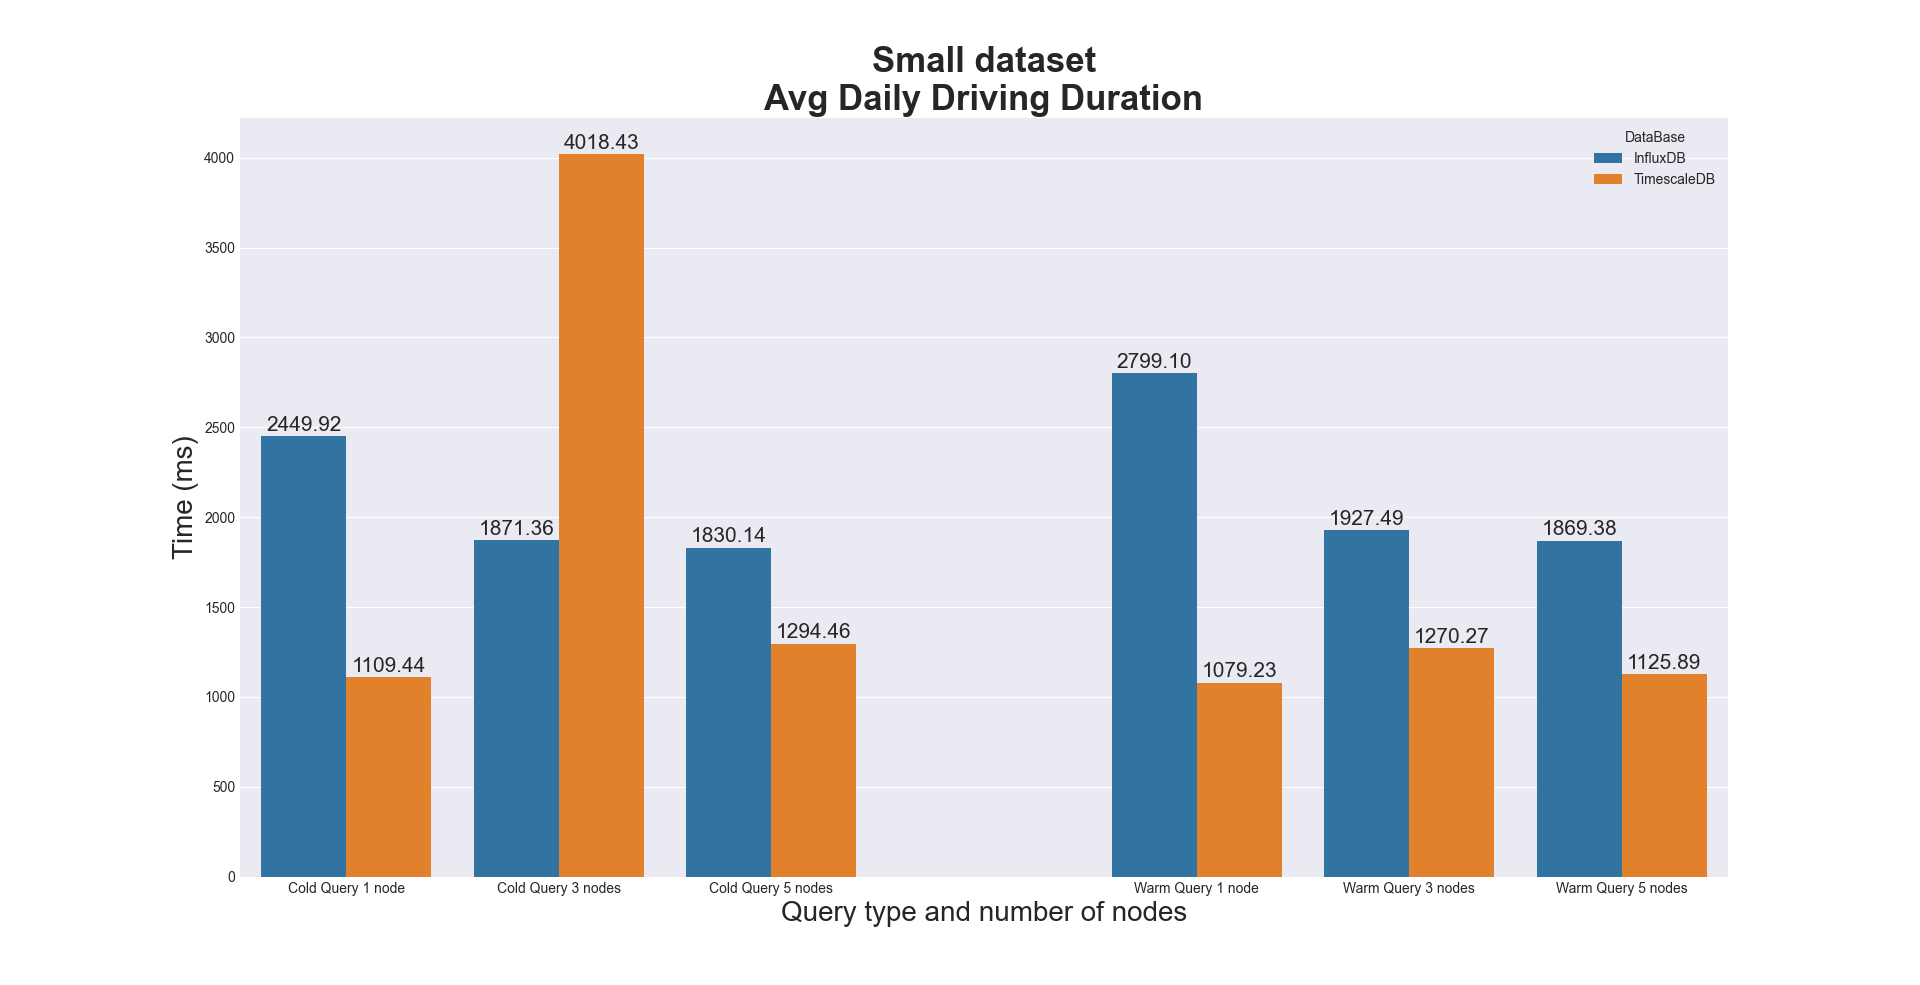 Small dataset
Avg Daily Driving Duration
DataBase
InfluxDB
TimescaleDB
Time (ms)
4000
3500
3000
2500
2000
1500
1000
500
0
2449.92
1109.44
1871.36
4018.43
1830.14
1294.46
2799.10
1079.23
1927.49
1270.27
1869.38
1125.89
Cold Query 1 node
Cold Query 3 nodes
Cold Query 5 nodes
Warm Query 1 node
Warm Query 3 nodes
Warm Query 5 nodes
Query type and number of nodes